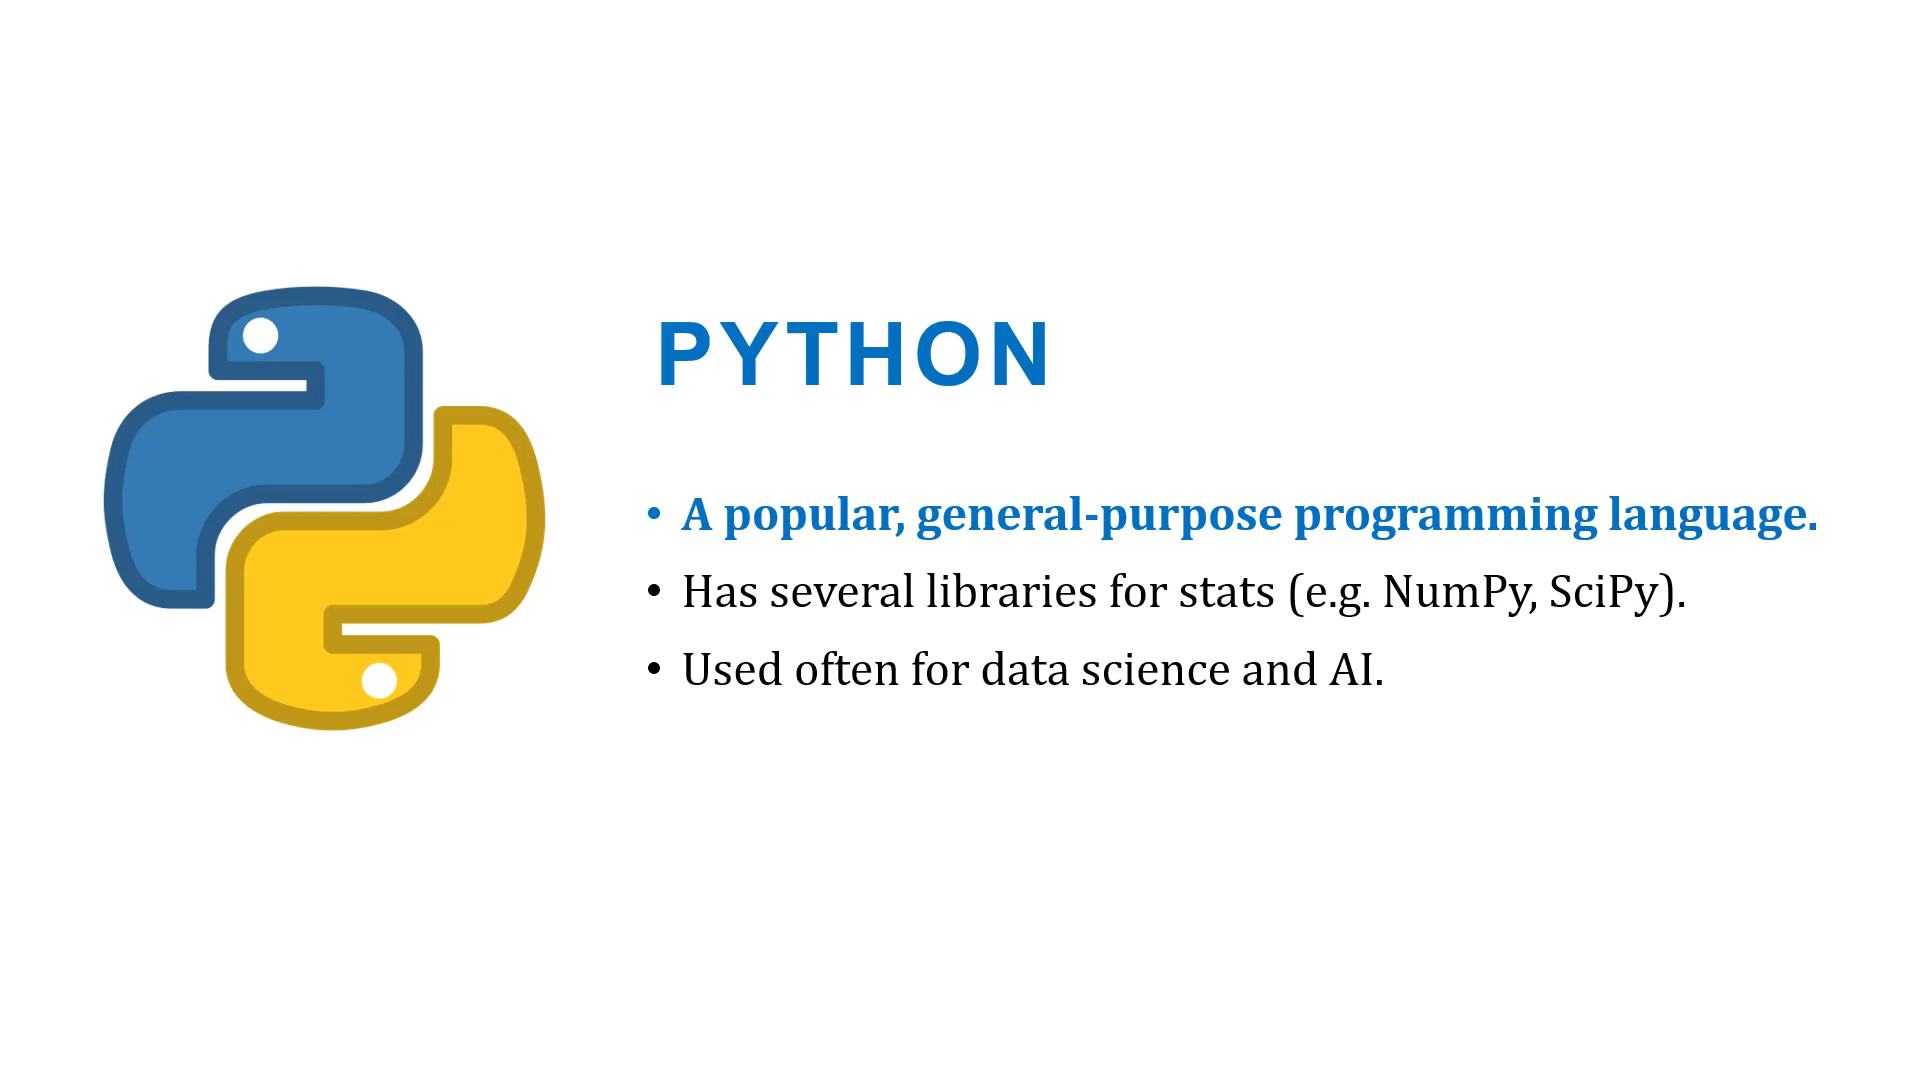 PYTHON
• A popular, general-purpose programming language.
• Has several libraries for stats (e.g. NumPy, SciPy).
• Used often for data science and AI.